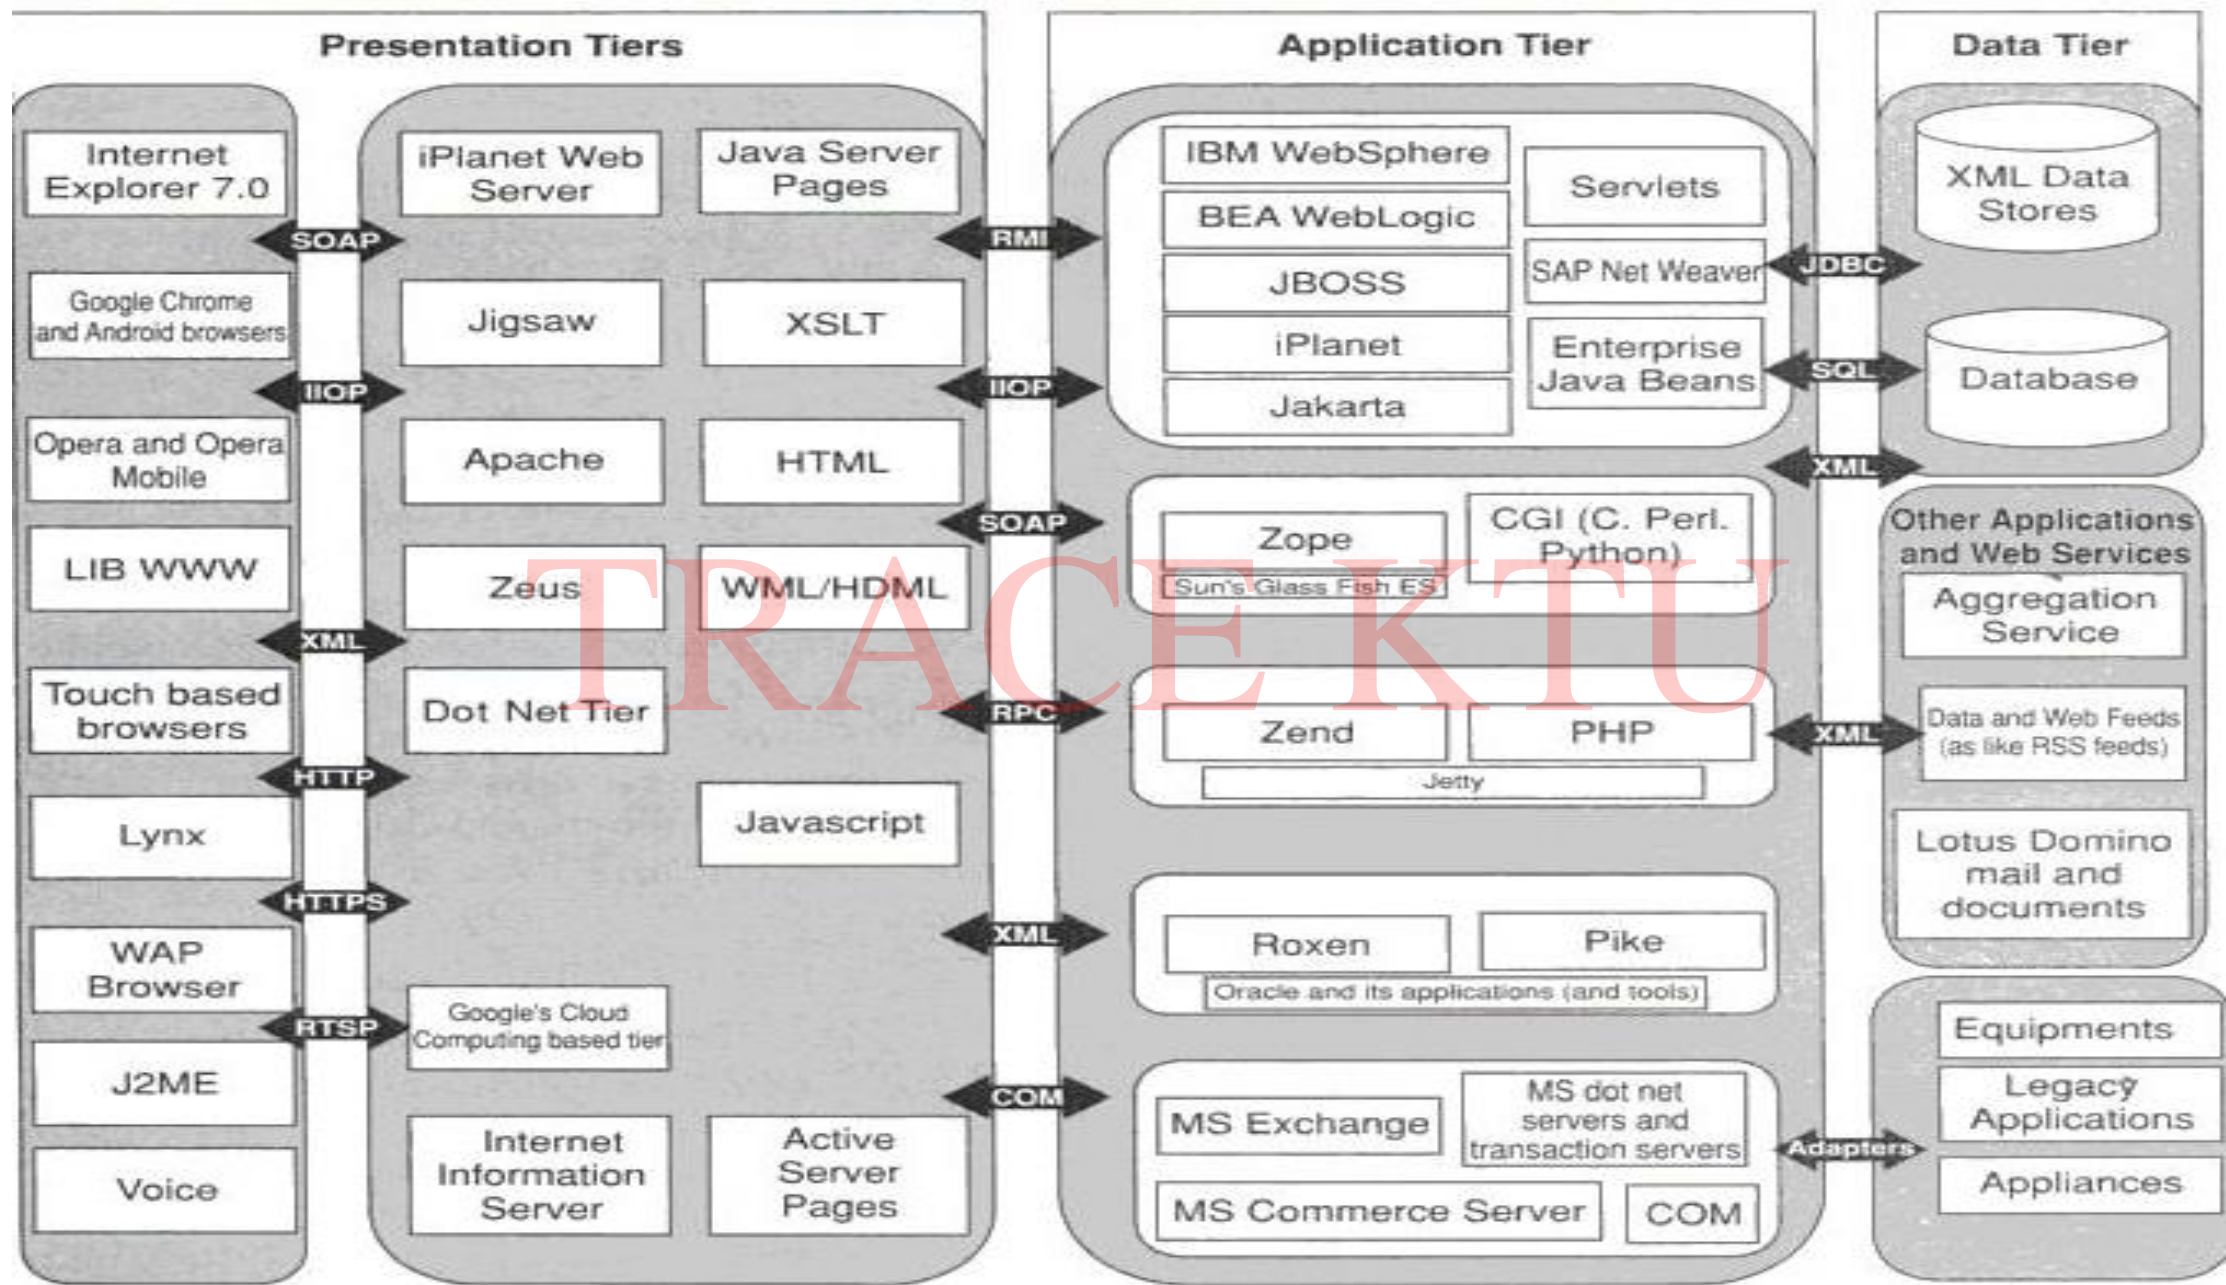 Presentation Tiers
Application Tier
Data Tier
Internet
Explorer 7.0
SOAP
Google Chrome
and Android browsers
IIOP
Opera and Opera
Mobile
LIB WWW
XML
Touch based
browsers
HTTP
Lynx
HTTPS
WAP
Browser
RTSP
J2ME
Voice
iPlanet Web
Server
Jigsaw
Apache
Zeus
Dot Net Tier
Google's Cloud
Computing based tier
Internet
Information
Server
Java Server
Pages
XSLT
HTML
WML/HDML
Javascript
Active
Server
Pages
RMI
IIOP
SOAP
RPC
XML
COM
IBM WebSphere
BEA WebLogic
JBOSS
iPlanet
Jakarta
Servlets
SAP Net Weaver
Enterprise
Java Beans
Zope
Sun's Glass Fish ES
CGI (C. Perl.
Python)
Zend
PHP
Jetty
Roxen
Pike
Oracle and its applications (and tools)
MS Exchange
MS dot net
servers and
transaction servers
MS Commerce Server
COM
JDBC
SQL
XML
XML
Adapters
XML Data
Stores
Database
Other Applications
and Web Services
Aggregation
Service
Data and Web Feeds
(as like RSS feeds)
Lotus Domino
mail and
documents
Equipments
Legacy
Applications
Appliances
TRACE KTU